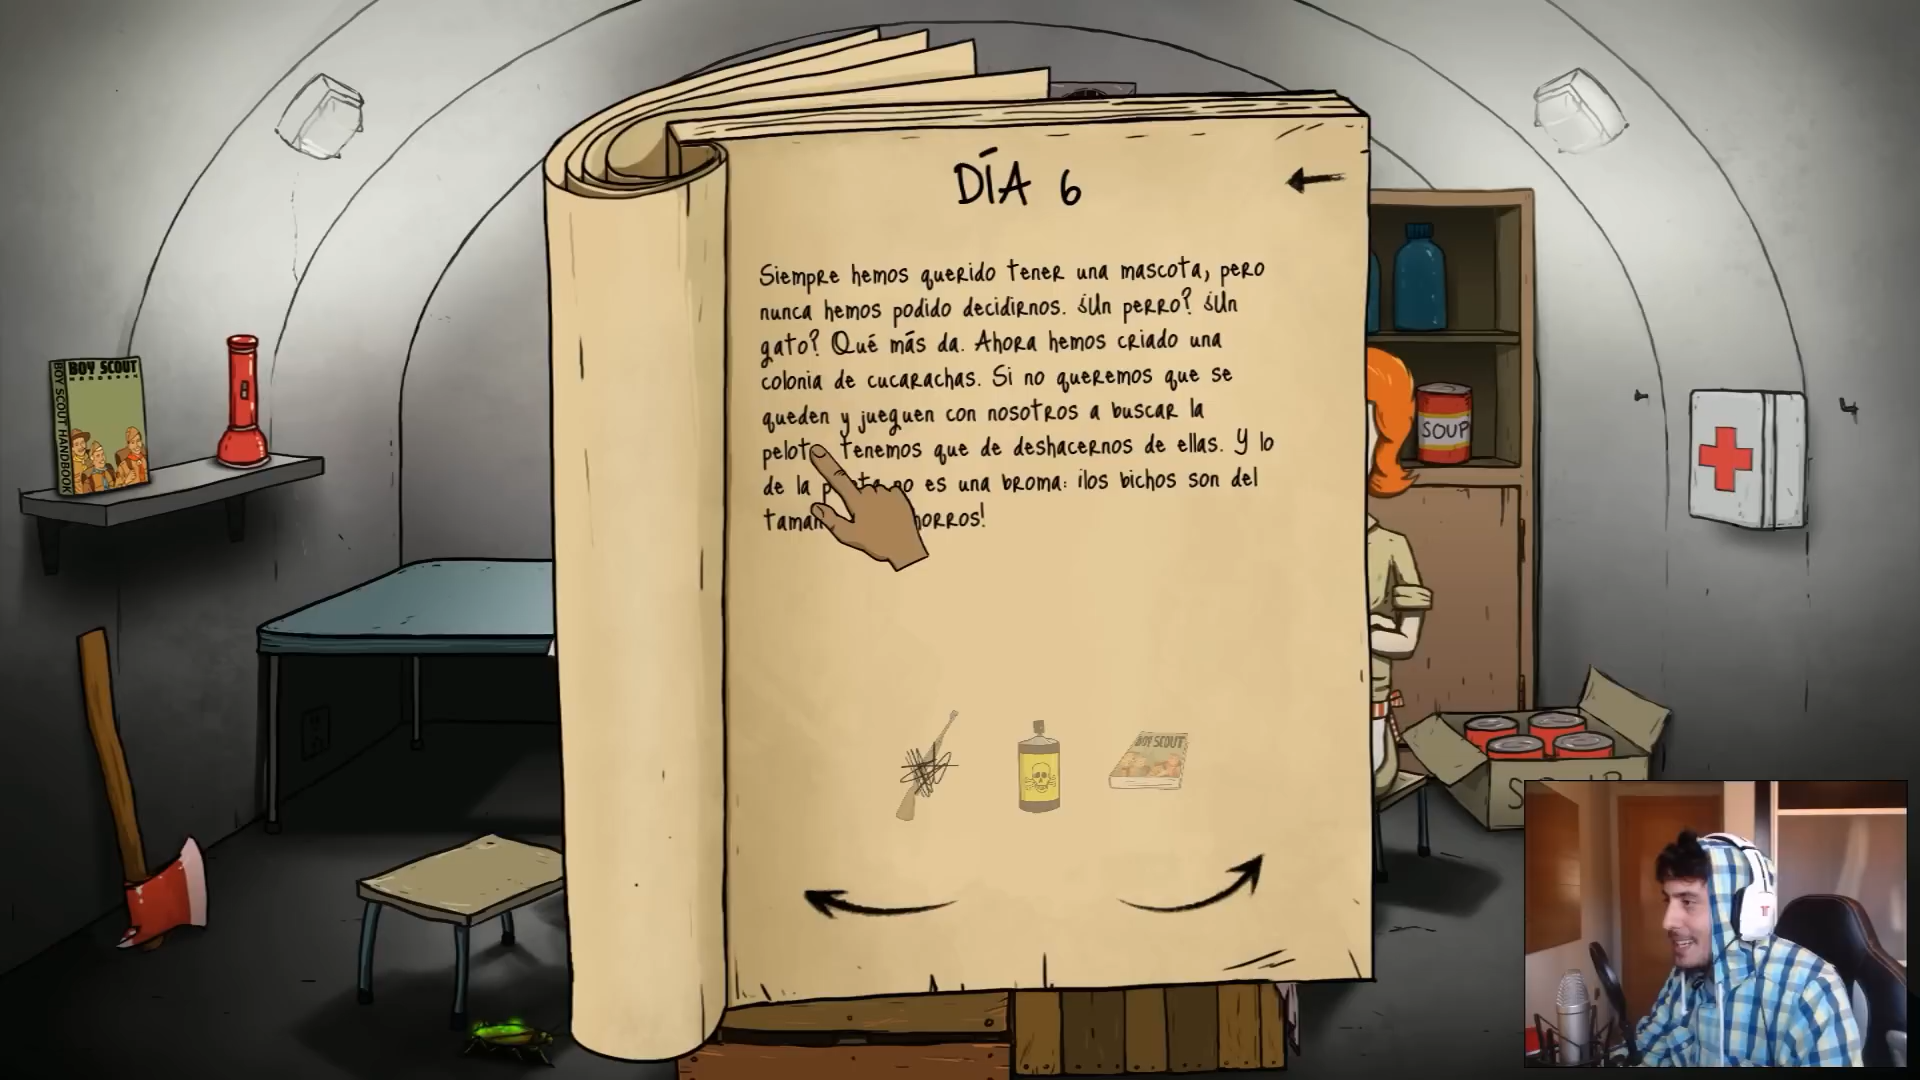 DÍA 6
Siempre hemos querido tener una mascota, pero
nunca hemos podido decidirnos. ¿Un perro? ¿Un
gato? Qué más da. Ahora hemos criado una
colonia de cucarachas. Si no queremos que se
queden y jueguen con nosotros a buscar la
tenemos que de deshacernos de ellas. Y lo
de la no es una broma: ¡los bichos son del
BOY SCOUT
HANDBOOK
BOY SCOUT HANDBOOK
SOUP
BOY SCOUT